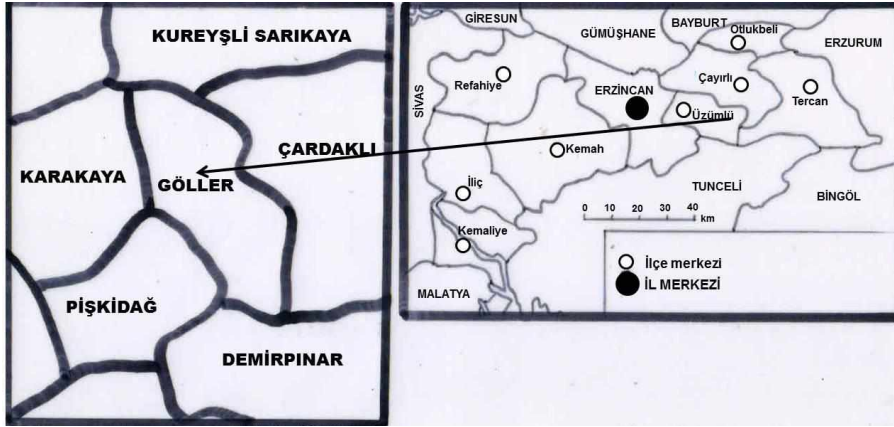 KUREYŞLİ SARIKAYA
KARAKAYA
GÖLLER
ÇARDAKLI
PİŞKİDAĞ
DEMİRPINAR
GİRESUN
GÜMÜŞHANE
BAYBURT
Otlukbeli
ERZURUM
SİVAS
Refahiye
ERZİNCAN
Çayırlı
Tercan
Üzümlü
Kemah
İliç
TUNCELİ
BİNGÖL
0 10 20 30 40
km
Kemaliye
MALATYA
İlçe merkezi
İL MERKEZİ